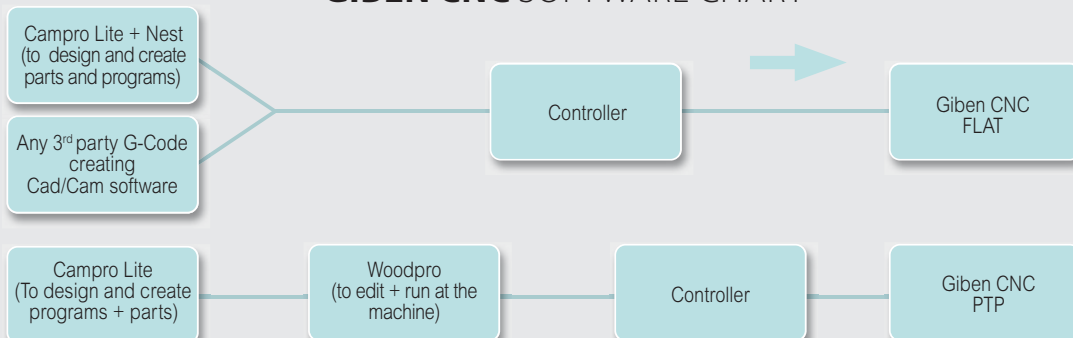 GIBEN CNC SOFTWARE CHART
Campro Lite + Nest
(to design and create
parts and programs)
Any 3rd party G-Code
creating
Cad/Cam software
Controller
Giben CNC
FLAT
Campro Lite
(To design and create
programs + parts)
Woodpro
(to edit + run at the
machine)
Controller
Giben CNC
PTP